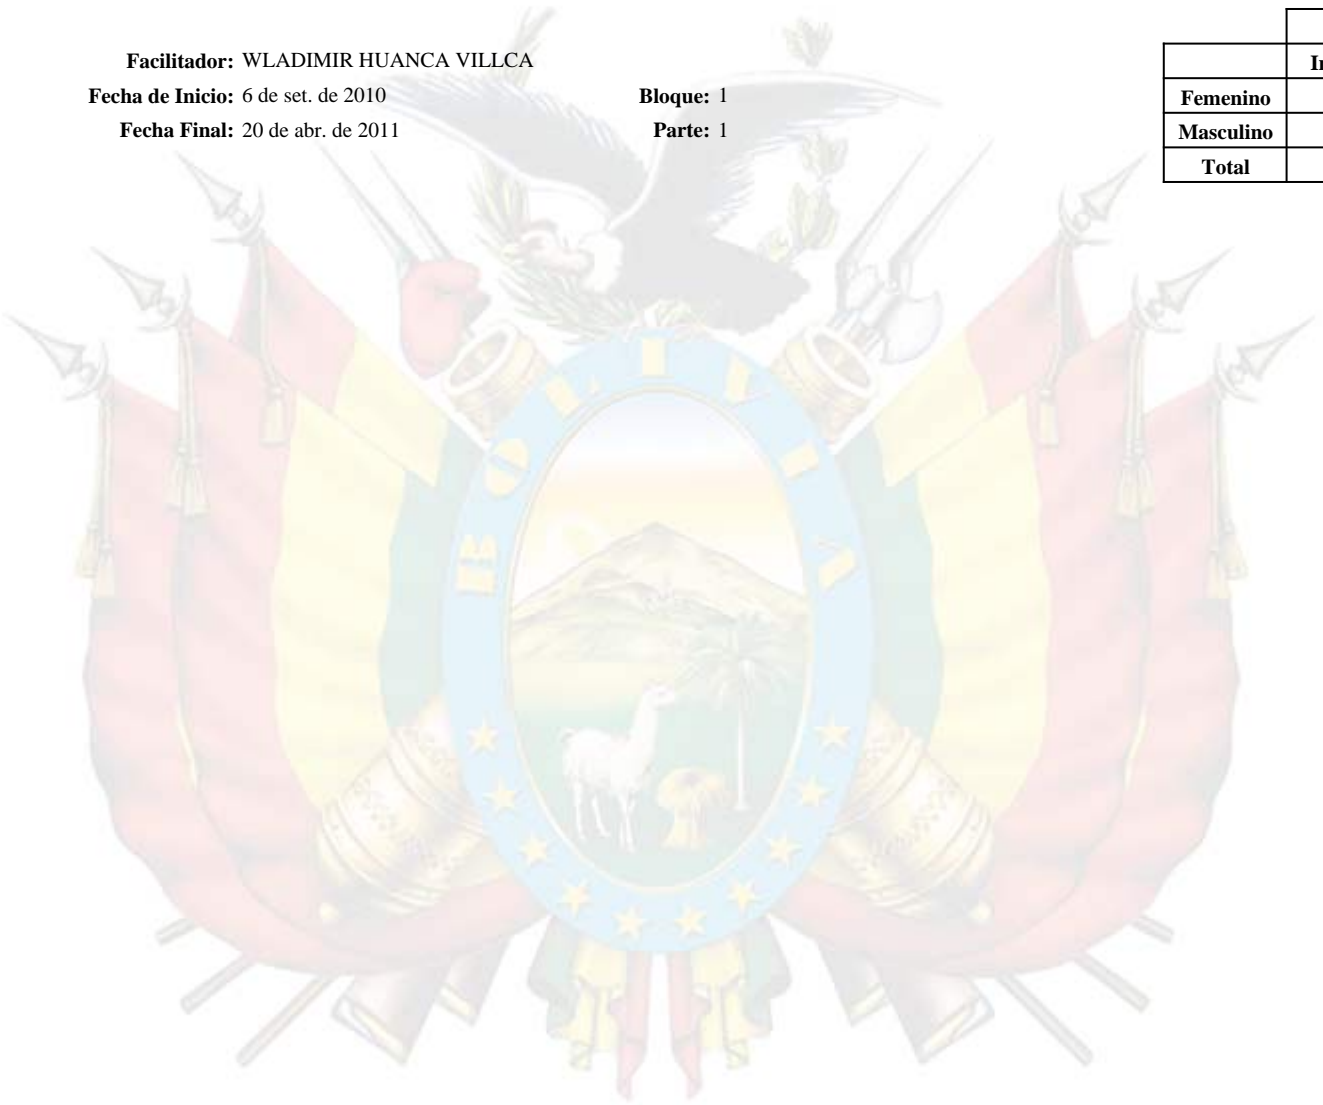 Facilitador: WLADIMIR HUANCA VILLCA
Fecha de Inicio: 6 de set. de 2010 Bloque: 1
Fecha Final: 20 de abr. de 2011 Parte: 1
Femenino
Masculino
Total
BOLIVIA